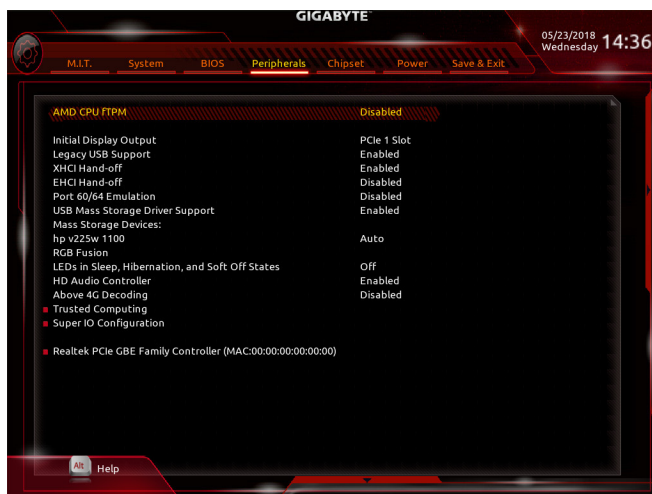 GIGABYTE™
05/23/2018 Wednesday 14:36
M.I.T. System BIOS Peripherals Chipset Power Save & Exit
AMD CPU fTPM Disabled
Initial Display Output PCIe 1 Slot
Legacy USB Support Enabled
XHCI Hand-off Enabled
EHCI Hand-off Disabled
Port 60/64 Emulation Disabled
USB Mass Storage Driver Support Enabled
Mass Storage Devices:
hp v225w 1100 Auto
RGB Fusion
LEDs in Sleep, Hibernation, and Soft Off States Off
HD Audio Controller Enabled
Above 4G Decoding Disabled
Trusted Computing
Super IO Configuration
Realtek PCIe GBE Family Controller (MAC:00:00:00:00:00:00)
Alt Help